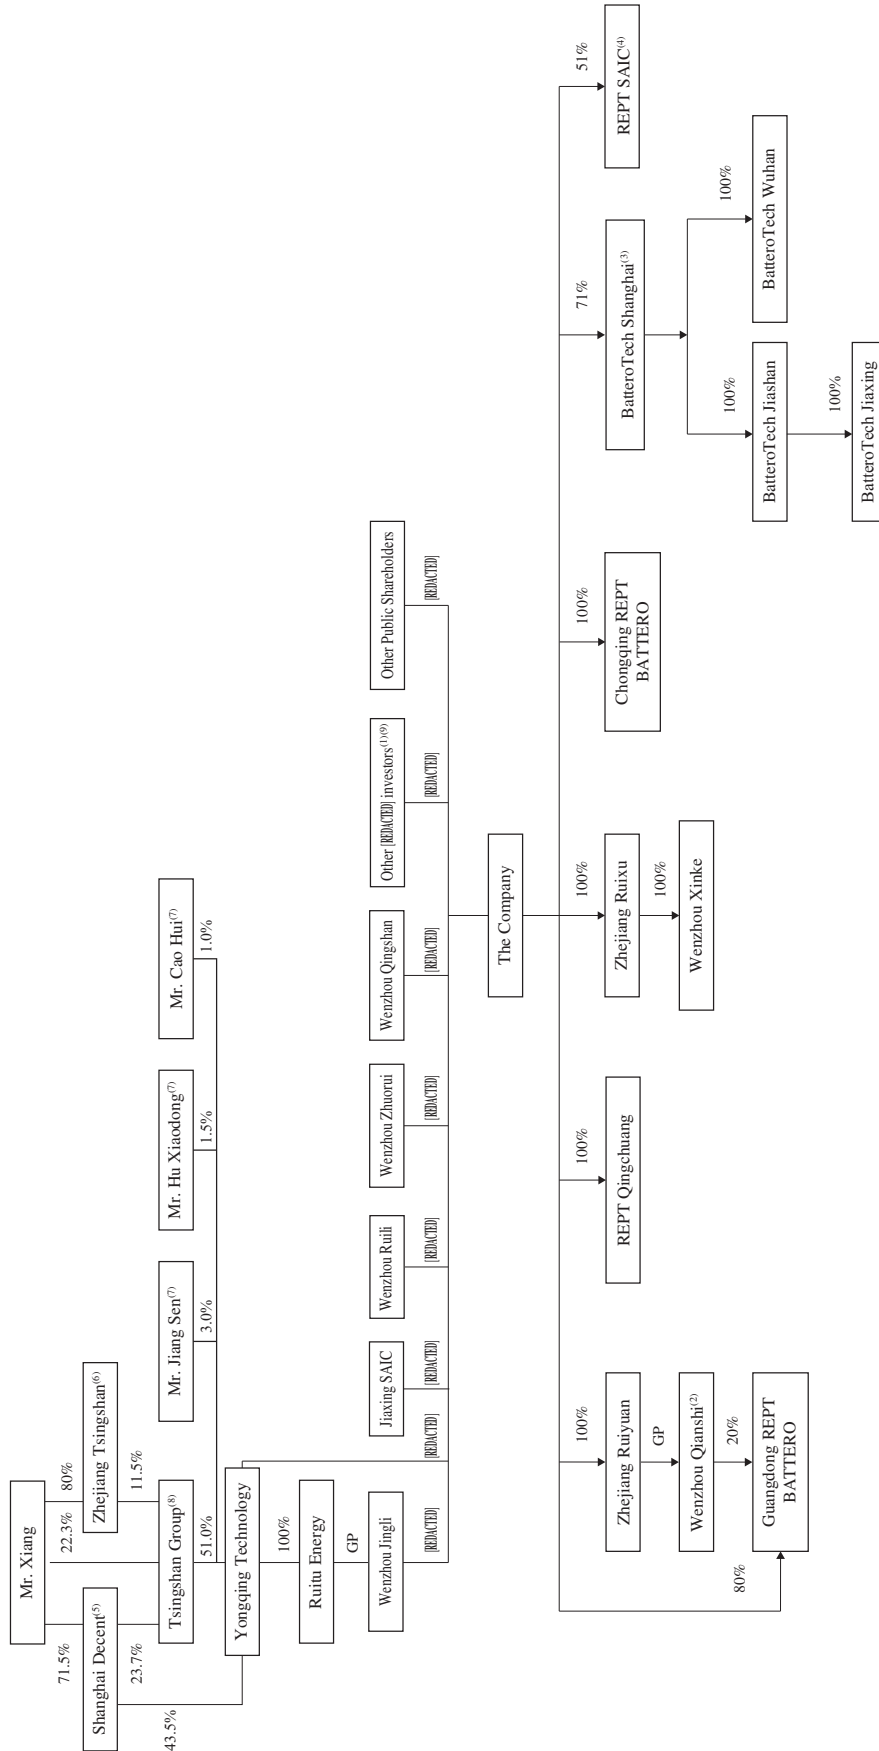 Mr. Xiang
71.5%
22.3%
80%
Shanghai Decent(5)
Zhejiang Tsingshan(6)
23.7%
11.5%
Tsingshan Group(8)
Mr. Jiang Sen(7)
Mr. Hu Xiaodong(7)
Mr. Cao Hui(7)
43.5%
51.0%
3.0%
1.5%
1.0%
Yongqing Technology
100%
Ruitu Energy
GP
Wenzhou Jingli
Jiaxing SAIC
Wenzhou Ruili
Wenzhou Zhuorui
Wenzhou Qingshan
Other [REDACTED] investors(1)(9)
Other Public Shareholders
[REDACTED]
[REDACTED]
[REDACTED]
[REDACTED]
[REDACTED]
[REDACTED]
[REDACTED]
[REDACTED]
The Company
100%
100%
100%
100%
71%
51%
Zhejiang Ruiyuan
REPT Qingchuang
Zhejiang Ruixu
Chongqing REPT
BATTERO
BatteroTech Shanghai(3)
REPT SAIC(4)
GP
100%
Wenzhou Qianshi(2)
Wenzhou Xinke
100%
100%
80%
20%
BatteroTech Jiashan
BatteroTech Wuhan
Guangdong REPT
BATTERO
100%
BatteroTech Jiaxing